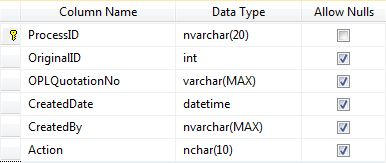 Column Name Data Type Allow Nulls
ProcessID nvarchar(20)
OriginalID int
OPLQuotationNo varchar(MAX)
CreatedDate datetime
CreatedBy nvarchar(MAX)
Action nchar(10)